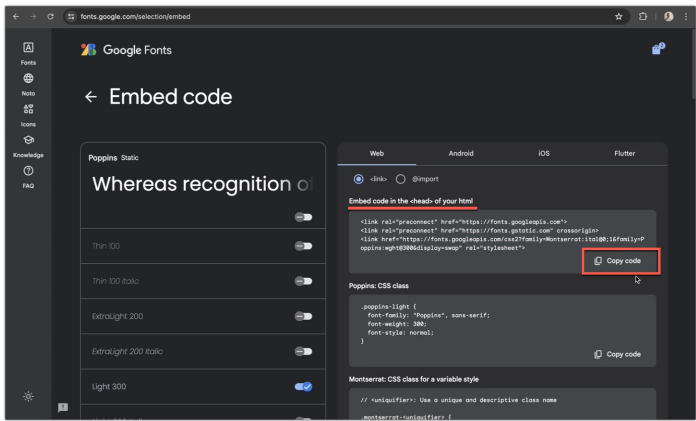 fonts.google.com/selection/embed
Google Fonts
2
Fonts
Noto
Icons
Knowledge
FAQ
Embed code
Poppins Static
Whereas recognition of
Thin 100
Thin 100 Italic
ExtraLight 200
ExtraLight 200 Italic
Light 300
Web
Android
iOS
Flutter
<link>
@import
Embed code in the <head> of your html
<link rel="preconnect" href="https://fonts.googleapis.com">
<link rel="preconnect" href="https://fonts.gstatic.com" crossorigin>
<link href="https://fonts.googleapis.com/css2?family=Montserrat:ital@0;1&family=P
oppins:wght@300&display=swap" rel="stylesheet">
Copy code
Poppins: CSS class
.poppins-light {
font-family: "Poppins", sans-serif;
font-weight: 300;
font-style: normal;
}
Copy code
Montserrat: CSS class for a variable style
// <uniquifier>: Use a unique and descriptive class name
.montserrat-<uniquifier> {